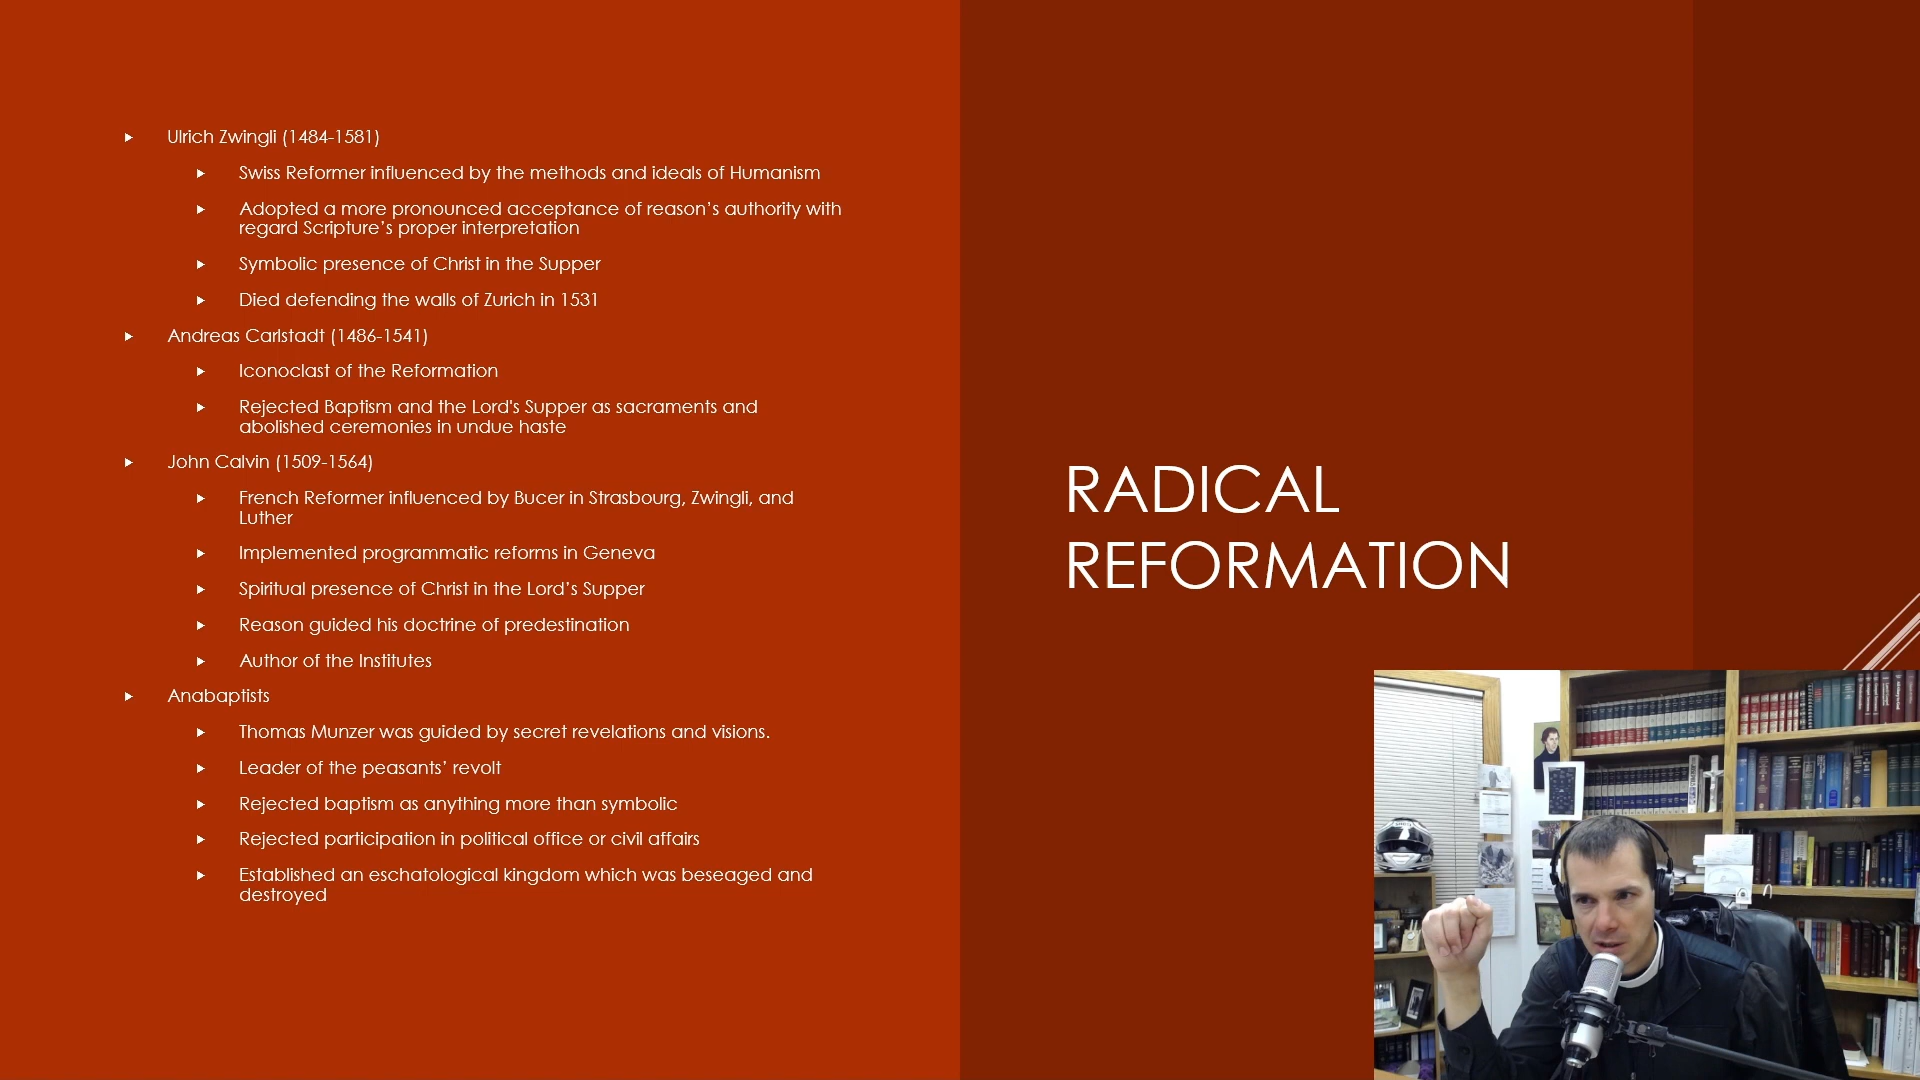 Ulrich Zwingli (1484-1581)
Swiss Reformer influenced by the methods and ideals of Humanism
Adopted a more pronounced acceptance of reason's authority with
regard Scripture's proper interpretation
Symbolic presence of Christ in the Supper
Died defending the walls of Zurich in 1531
Andreas Carlstadt (1486-1541)
Iconoclast of the Reformation
Rejected Baptism and the Lord's Supper as sacraments and
abolished ceremonies in undue haste
John Calvin (1509-1564)
French Reformer influenced by Bucer in Strasbourg, Zwingli, and
Luther
Implemented programmatic reforms in Geneva
Spiritual presence of Christ in the Lord's Supper
Reason guided his doctrine of predestination
Author of the Institutes
Anabaptists
Thomas Munzer was guided by secret revelations and visions.
Leader of the peasants' revolt
Rejected baptism as anything more than symbolic
Rejected participation in political office or civil affairs
Established an eschatological kingdom which was beseaged and
destroyed
RADICAL
REFORMATION